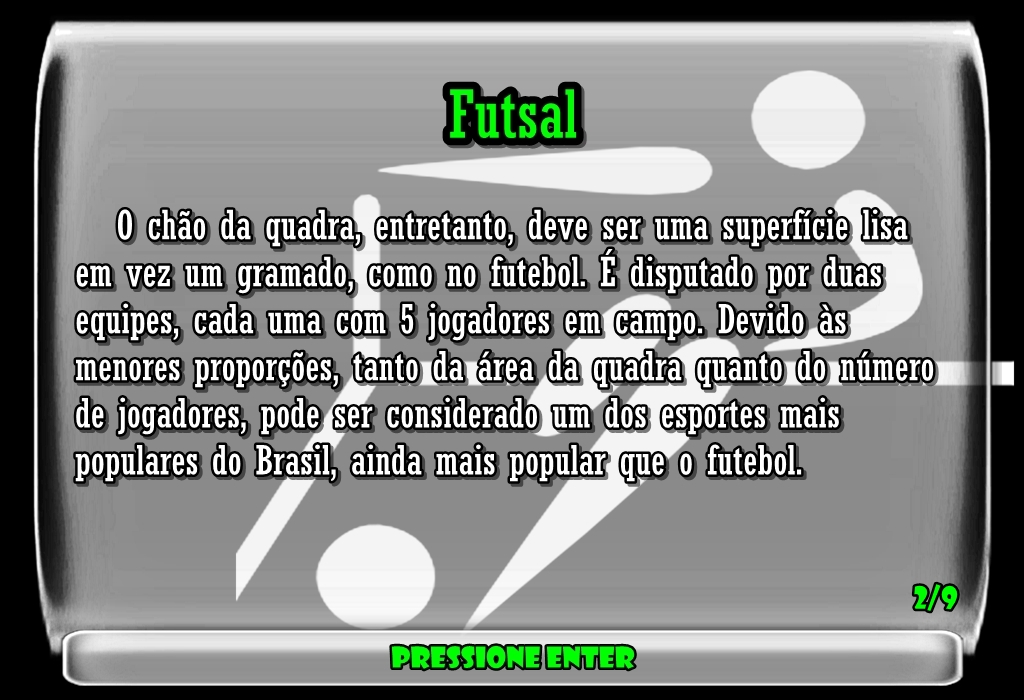 Futsal
O chão da quadra, entretanto, deve ser uma superfície lisa
em vez um gramado, como no futebol. É disputado por duas
equipes, cada uma com 5 jogadores em campo. Devido às
menores proporções, tanto da área da quadra quanto do número
de jogadores, pode ser considerado um dos esportes mais
populares do Brasil, ainda mais popular que o futebol.
2/9
PRESSIONE ENTER